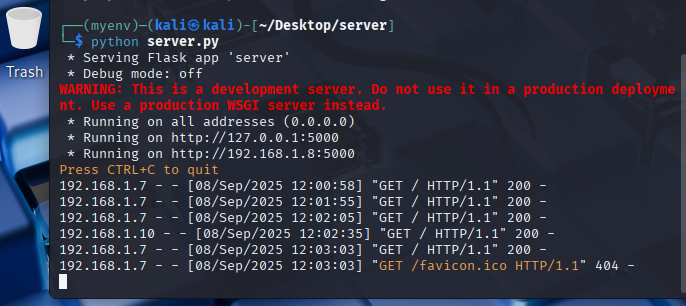 ┌──(myenv)─(kali㉿kali)-[~/Desktop/server]
└─$ python server.py
 * Serving Flask app 'server'
 * Debug mode: off
WARNING: This is a development server. Do not use it in a production deployme
nt. Use a production WSGI server instead.
 * Running on all addresses (0.0.0.0)
 * Running on http://127.0.0.1:5000
 * Running on http://192.168.1.8:5000
Press CTRL+C to quit
192.168.1.7 - - [08/Sep/2025 12:00:58] "GET / HTTP/1.1" 200 -
192.168.1.7 - - [08/Sep/2025 12:01:55] "GET / HTTP/1.1" 200 -
192.168.1.7 - - [08/Sep/2025 12:02:05] "GET / HTTP/1.1" 200 -
192.168.1.10 - - [08/Sep/2025 12:02:35] "GET / HTTP/1.1" 200 -
192.168.1.7 - - [08/Sep/2025 12:03:03] "GET / HTTP/1.1" 200 -
192.168.1.7 - - [08/Sep/2025 12:03:03] "GET /favicon.ico HTTP/1.1" 404 -
Trash